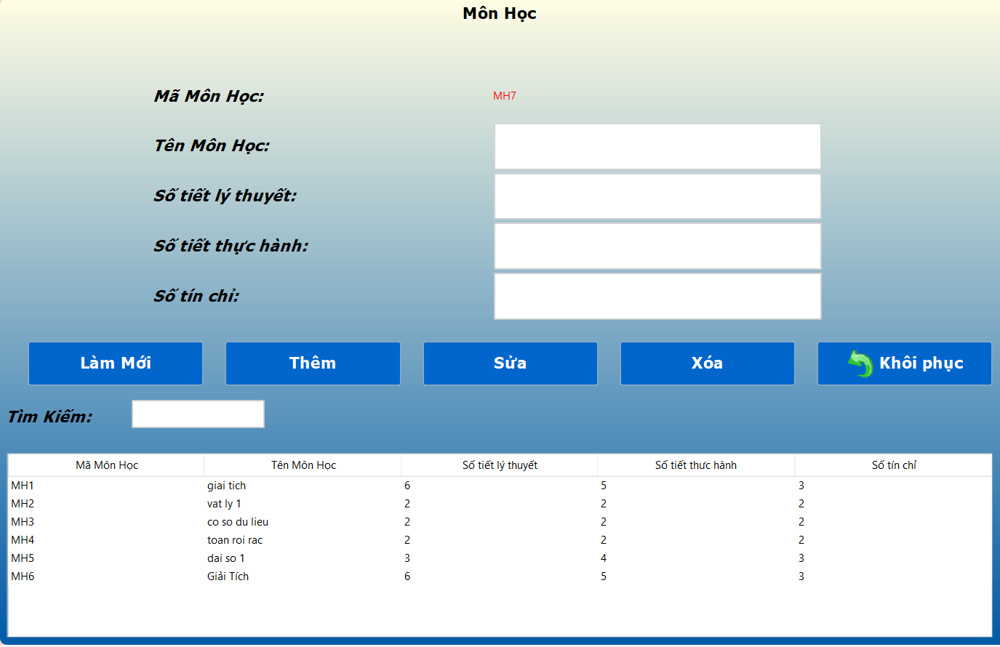 Môn Học
Mã Môn Học: MH7
Tên Môn Học:
Số tiết lý thuyết:
Số tiết thực hành:
Số tín chỉ:
Làm Mới Thêm Sửa Xóa Khôi phục
Tìm Kiếm:
Mã Môn Học Tên Môn Học Số tiết lý thuyết Số tiết thưc hành Số tín chỉ
MH1 giai tich 6 5 3
MH2 vat ly 1 2 2 2
MH3 co so du lieu 2 2 2
MH4 toan roi rac 2 2 2
MH5 dai so 1 3 4 3
MH6 Giải Tích 6 5 3